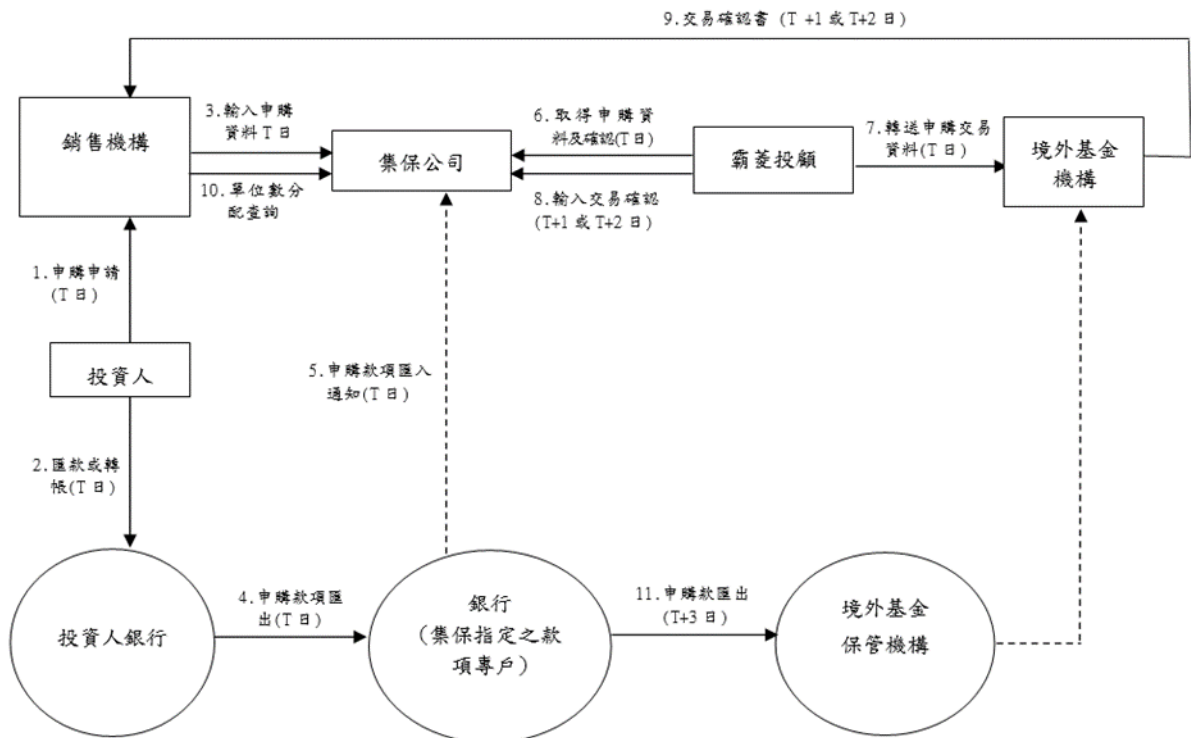 9.交易確認書 (T +1 或 T+2 日)
銷售機構
3.輸入申購
資料 T 日
10.單位數分
配查詢
集保公司
6.取得申購資
料及確認(T日)
8.輸入交易確認
(T+1 或 T+2 日)
霸菱投顧
7.轉送申購交易
資料(T日)
境外基金
機構
1.申購申請
(T 日)
投資人
5.申購款項匯入
通知(T日)
2.匯款或轉
帳(T日)
投資人銀行
4.申購款項匯
出(T日)
銀行
(集保指定之款
項專戶)
11.申購款匯出
(T+3 日)
境外基金
保管機構